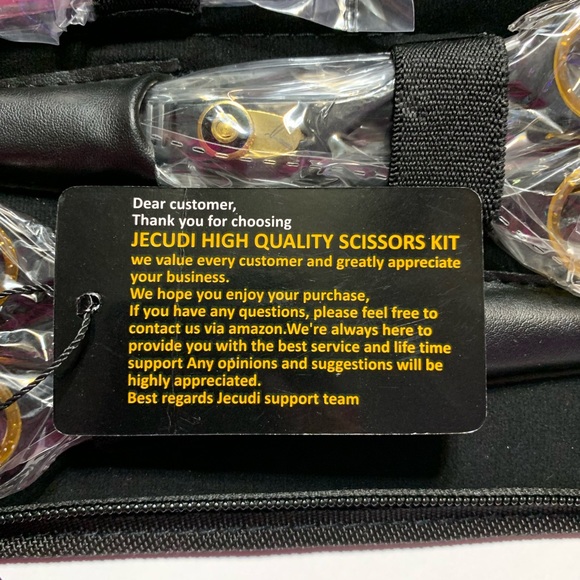 Dear customer,
Thank you for choosing
JECUDI HIGH QUALITY SCISSORS KIT
we value every customer and greatly appreciate
your business.
We hope you enjoy your purchase,
If you have any questions, please feel free to
contact us via amazon.We're always here to
provide you with the best service and life time
support Any opinions and suggestions will be
highly appreciated.
Best regards Jecudi support team